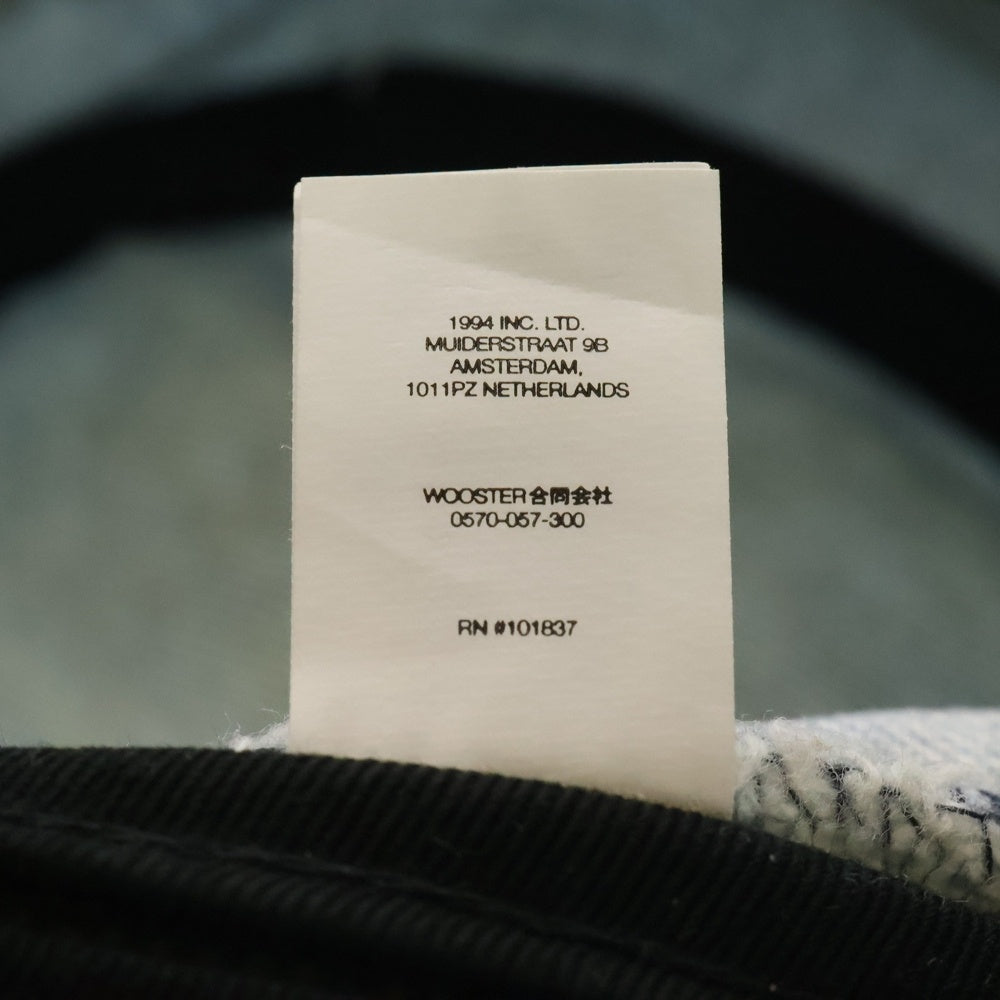 1994 INC. LTD.
MUIDERSTRAAT 9B
AMSTERDAM,
1011PZ NETHERLANDS
WOOSTER合同会社
0570-057-300
RN #101837